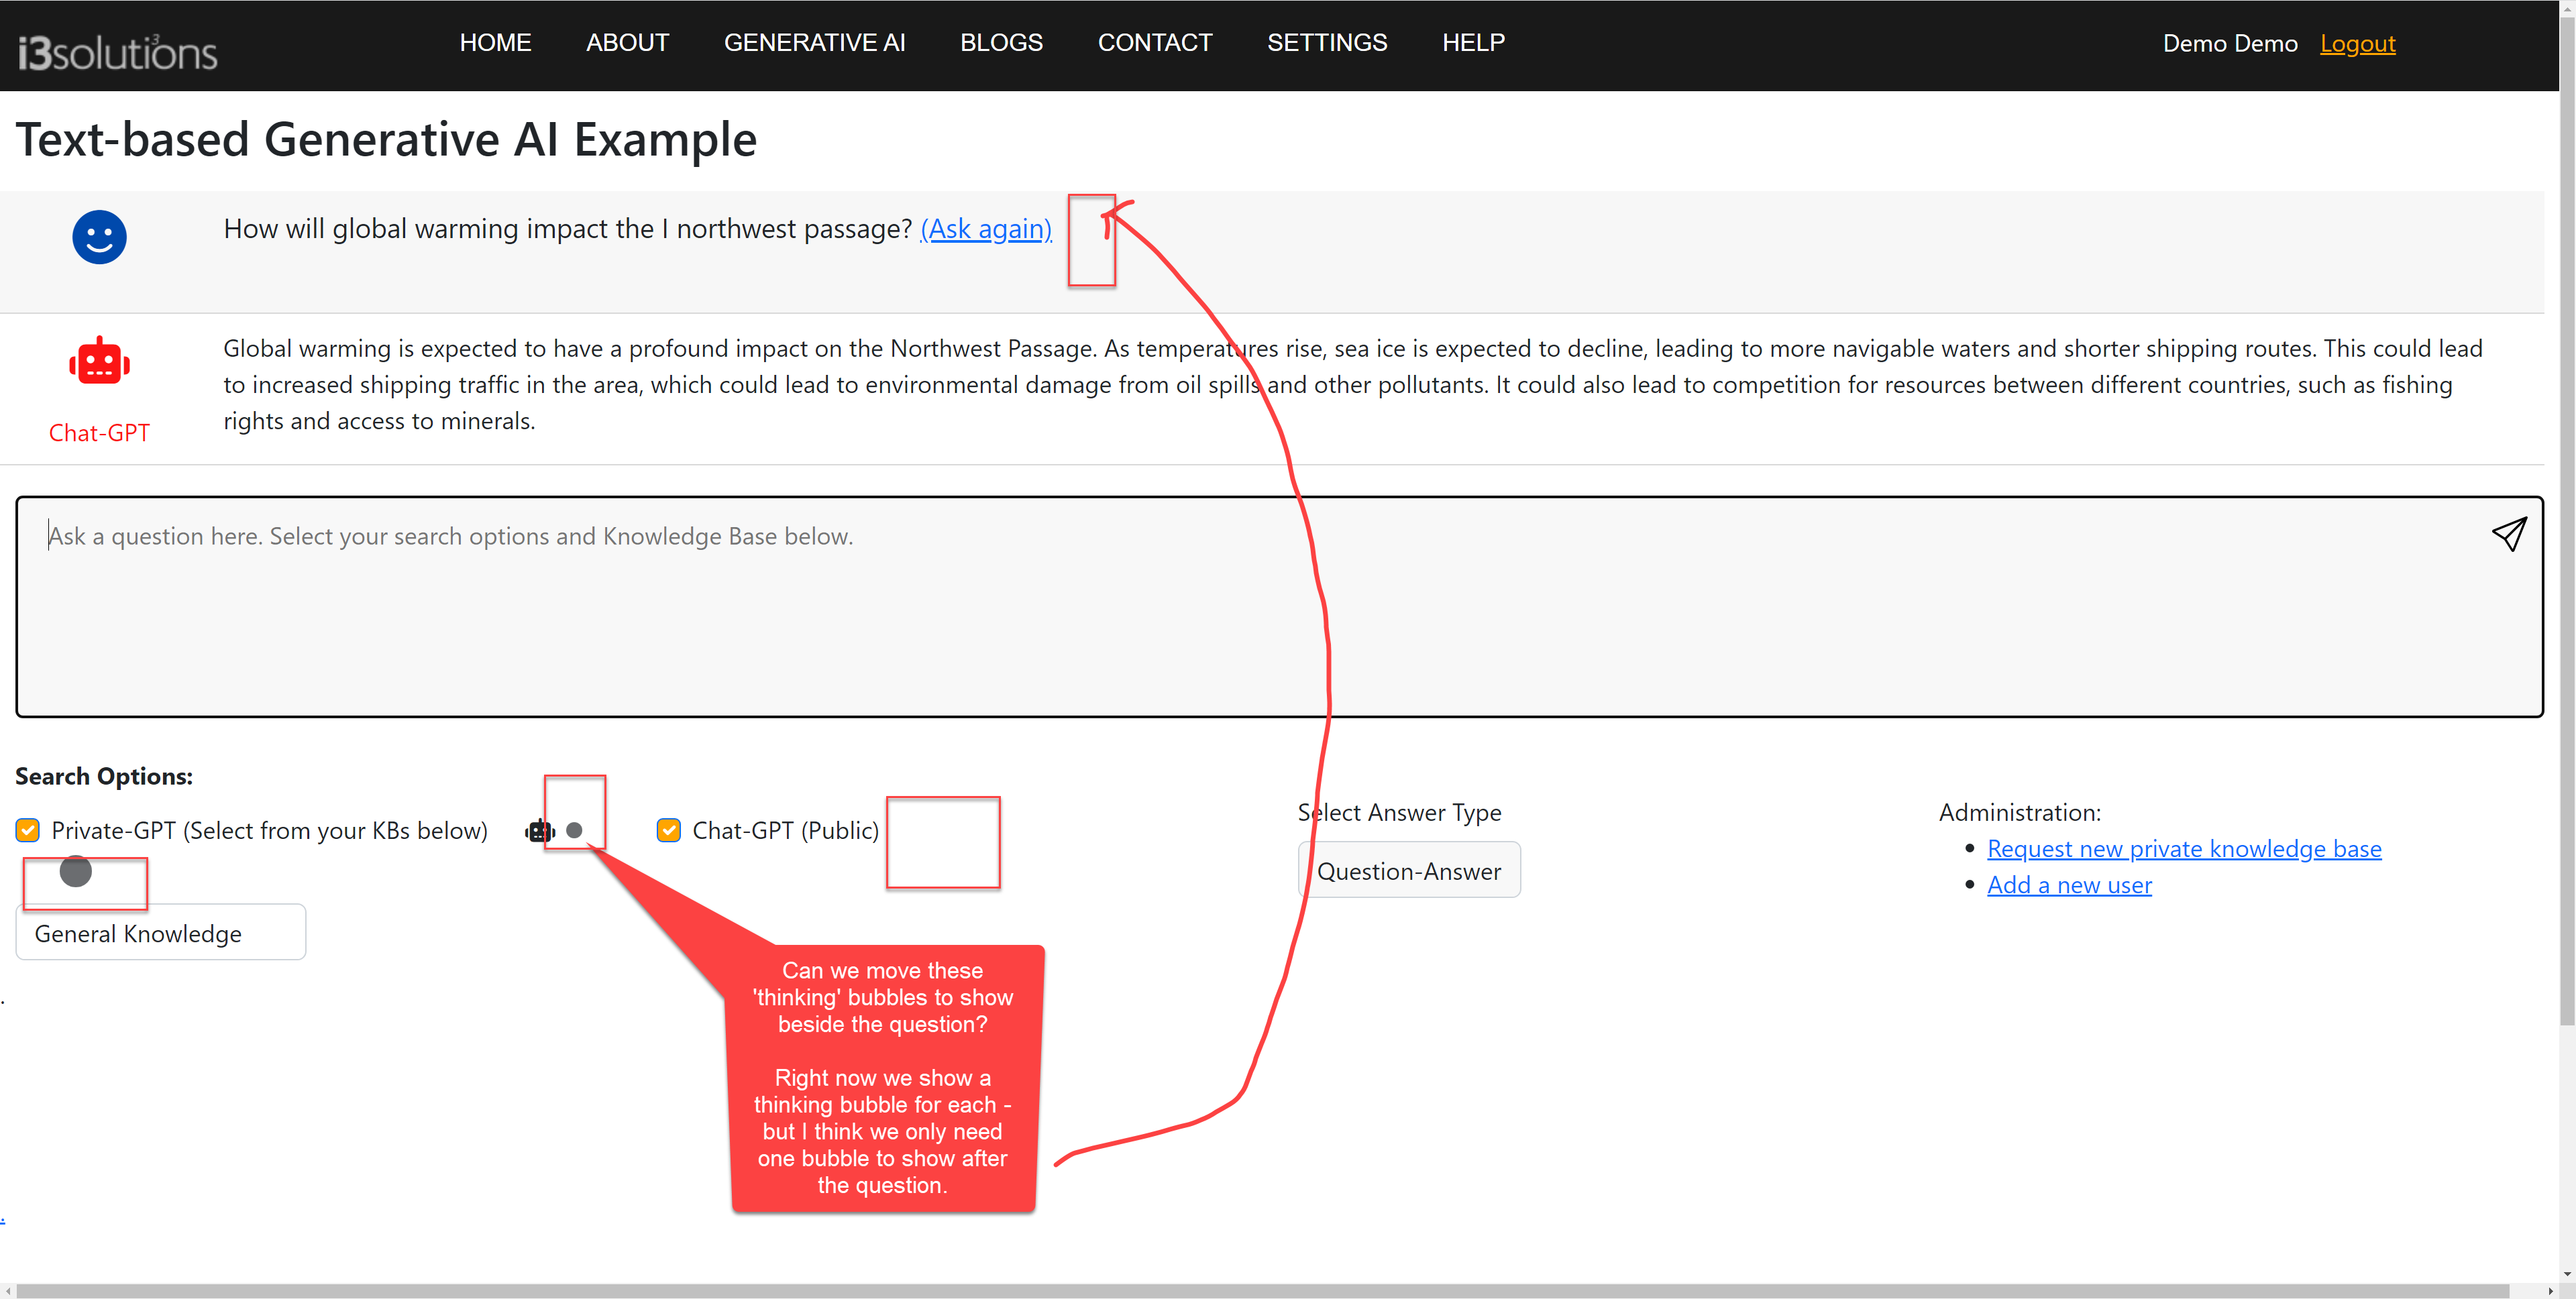 i3solutions³
HOME ABOUT GENERATIVE AI BLOGS CONTACT SETTINGS HELP
Demo Demo Logout
Text-based Generative AI Example
How will global warming impact the l northwest passage? (Ask again)
Global warming is expected to have a profound impact on the Northwest Passage. As temperatures rise, sea ice is expected to decline, leading to more navigable waters and shorter shipping routes. This could lead
to increased shipping traffic in the area, which could lead to environmental damage from oil spills and other pollutants. It could also lead to competition for resources between different countries, such as fishing
rights and access to minerals.
Chat-GPT
Ask a question here. Select your search options and Knowledge Base below.
Search Options:
Private-GPT (Select from your KBs below)
Chat-GPT (Public)
General Knowledge
Select Answer Type
Question-Answer
Administration:
• Request new private knowledge base
• Add a new user
Can we move these
'thinking' bubbles to show
beside the question?
Right now we show a
thinking bubble for each -
but I think we only need
one bubble to show after
the question.
.
.